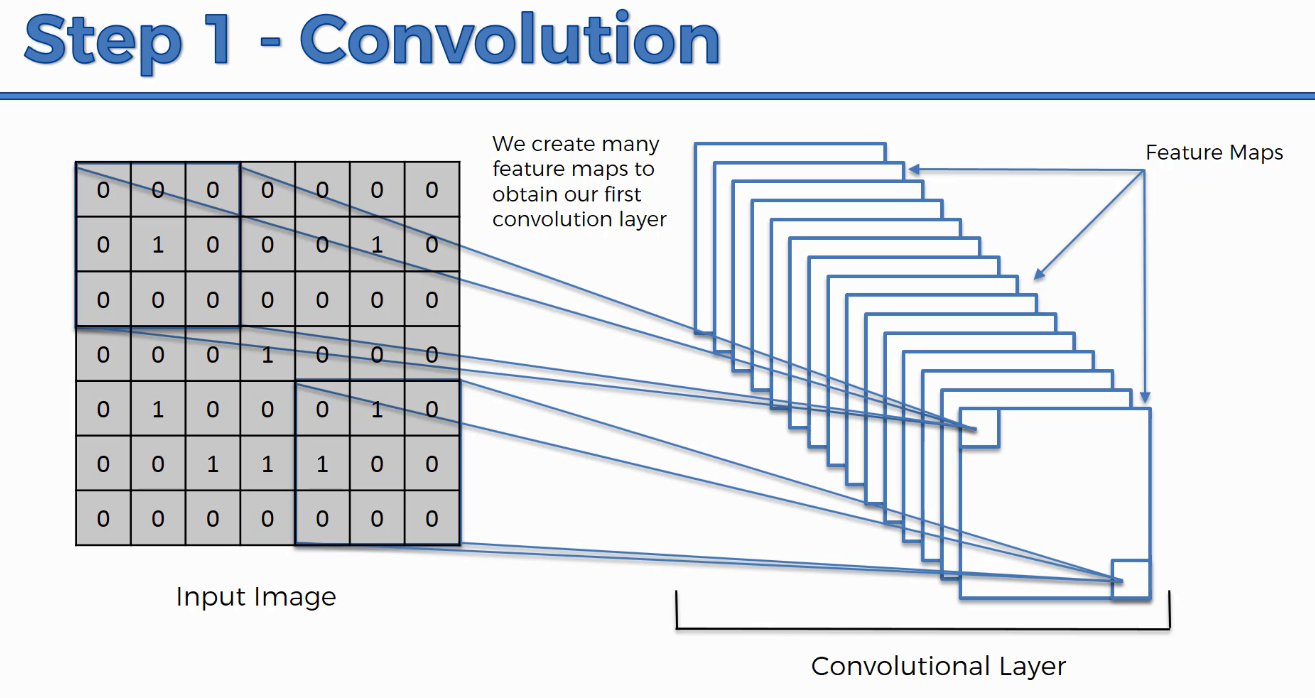 Step 1 - Convolution
We create many
feature maps to
obtain our first
convolution layer
Feature Maps
0 0 0 0 0 0 0
0 1 0 0 0 1 0
0 0 0 0 0 0 0
0 0 0 1 0 0 0
0 1 0 0 0 1 0
0 0 1 1 1 0 0
0 0 0 0 0 0 0
Input Image
Convolutional Layer